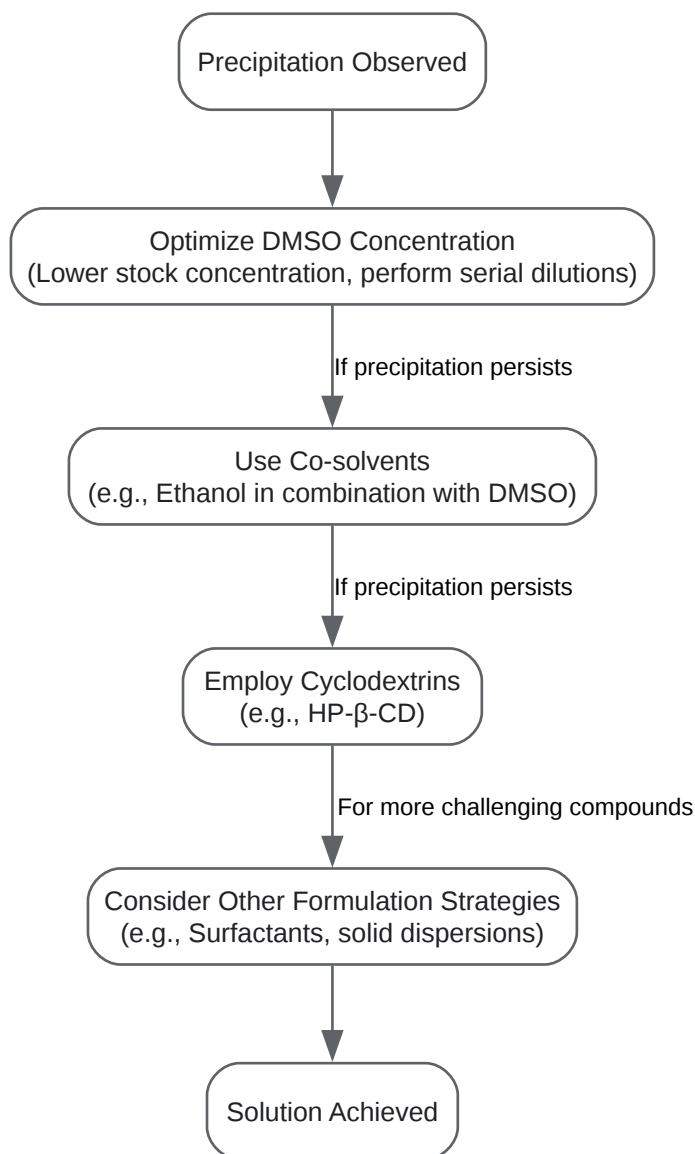 Precipitation Observed
Optimize DMSO Concentration
(Lower stock concentration, perform serial dilutions)
If precipitation persists
Use Co-solvents
(e.g., Ethanol in combination with DMSO)
If precipitation persists
Employ Cyclodextrins
(e.g., HP-β-CD)
For more challenging compounds
Consider Other Formulation Strategies
(e.g., Surfactants, solid dispersions)
Solution Achieved